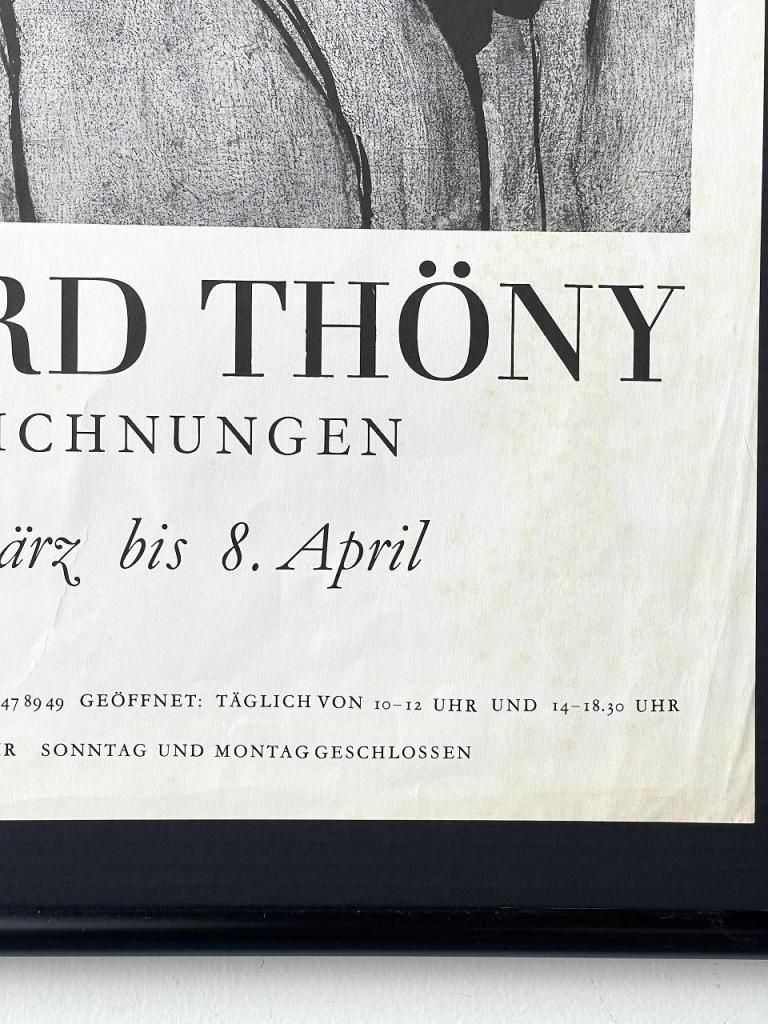 RD THÖNY
ICHNUNGEN
ärz bis 8. April
47 89 49 GEÖFFNET: TÄGLICH VON 10–12 UHR UND 14–18.30 UHR
R SONNTAG UND MONTAG GESCHLOSSEN